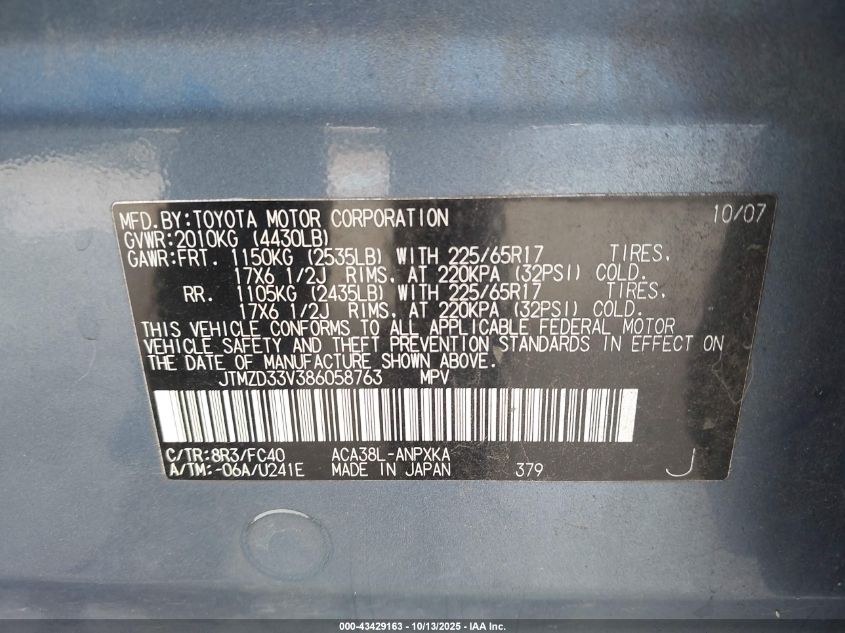 MFD.BY:TOYOTA MOTOR CORPORATION 10/07
GVWR:2010KG (4430LB)
GAWR:FRT. 1150KG (2535LB) WITH 225/65R17 TIRES,
17X6 1/2J RIMS, AT 220KPA (32PSI) COLD.
RR. 1105KG (2435LB) WITH 225/65R17 TIRES,
17X6 1/2J RIMS, AT 220KPA (32PSI) COLD.
THIS VEHICLE CONFORMS TO ALL APPLICABLE FEDERAL MOTOR
VEHICLE SAFETY AND THEFT PREVENTION STANDARDS IN EFFECT ON
THE DATE OF MANUFACTURE SHOWN ABOVE.
JTMZD33V386058763 MPV
C/TR:8R3/FC40 ACA38L-ANPXKA
A/TM:-06A/U241E MADE IN JAPAN 379 J
000-43429163 - 10/13/2025 - IAA Inc.